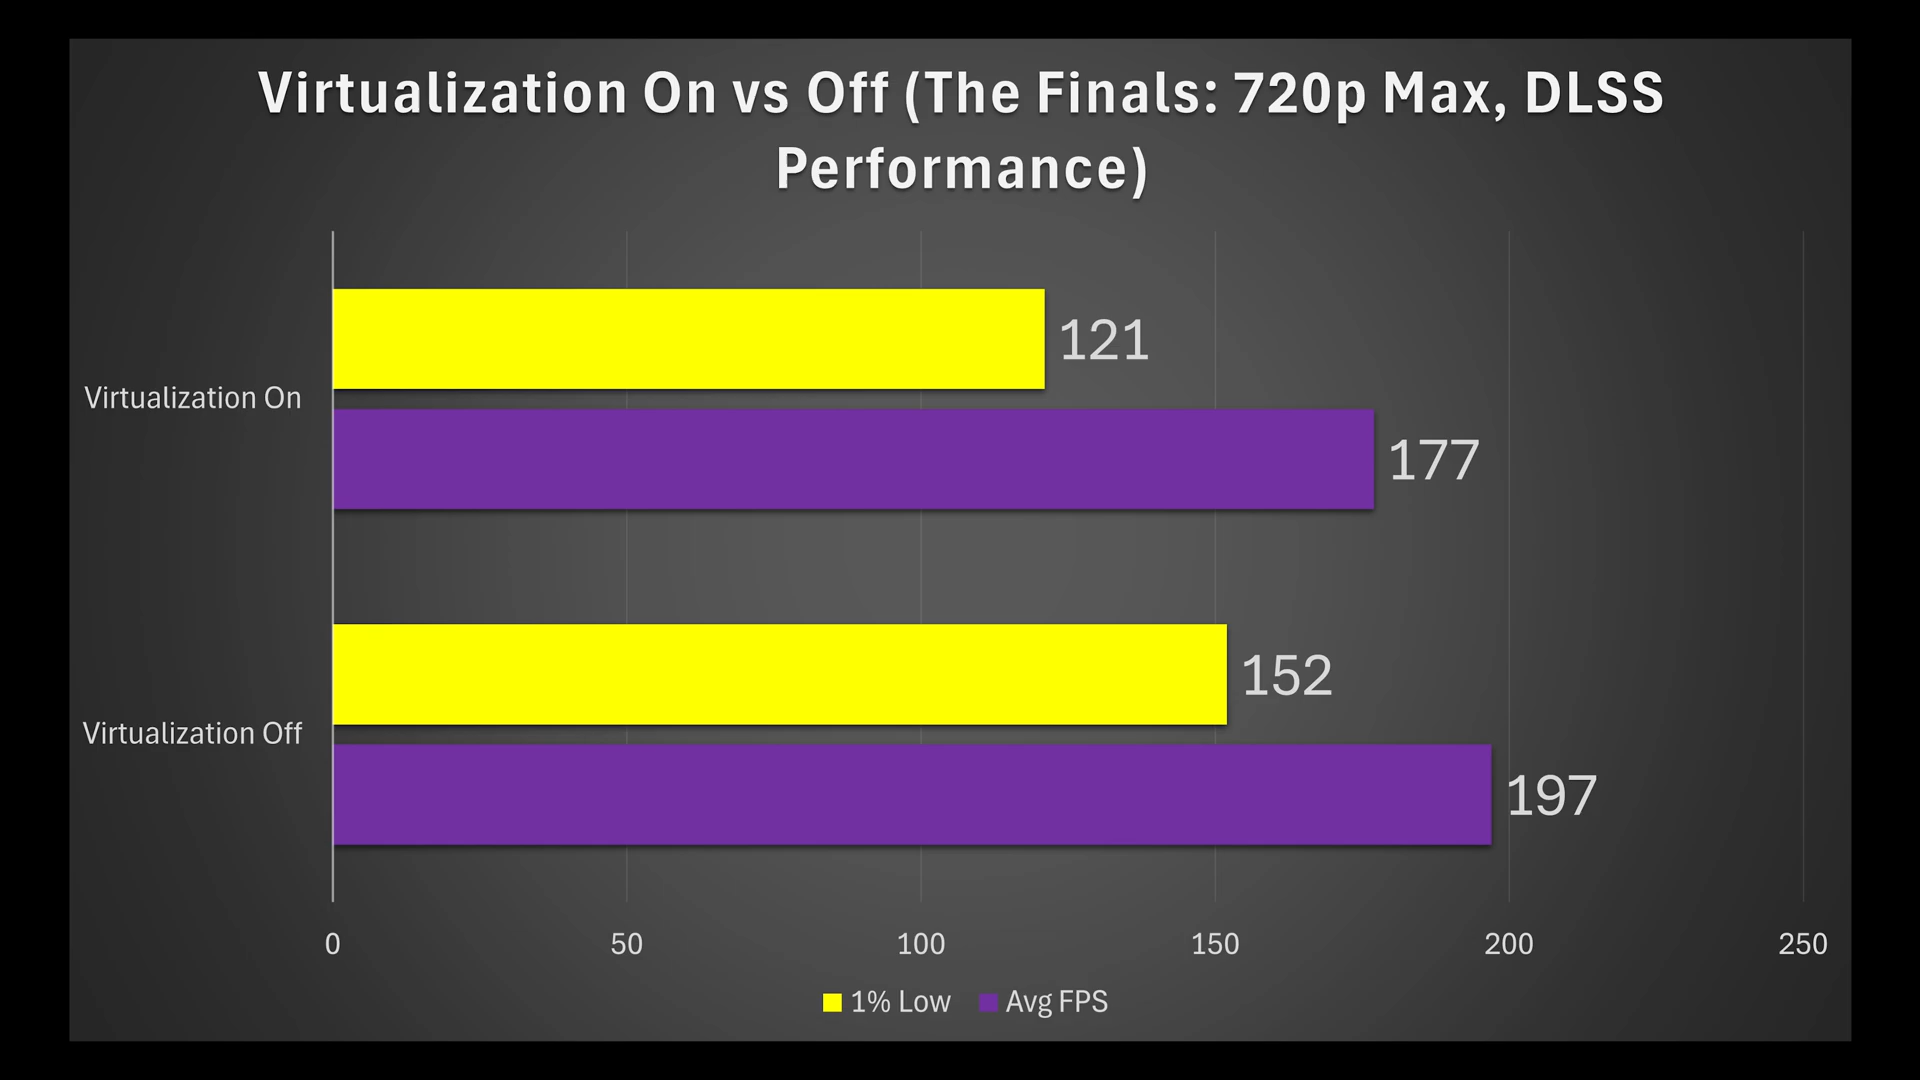 Virtualization On vs Off (The Finals: 720p Max, DLSS
Performance)
121
Virtualization On
177
152
Virtualization Off
197
0 50 100 150 200 250
1% Low Avg FPS